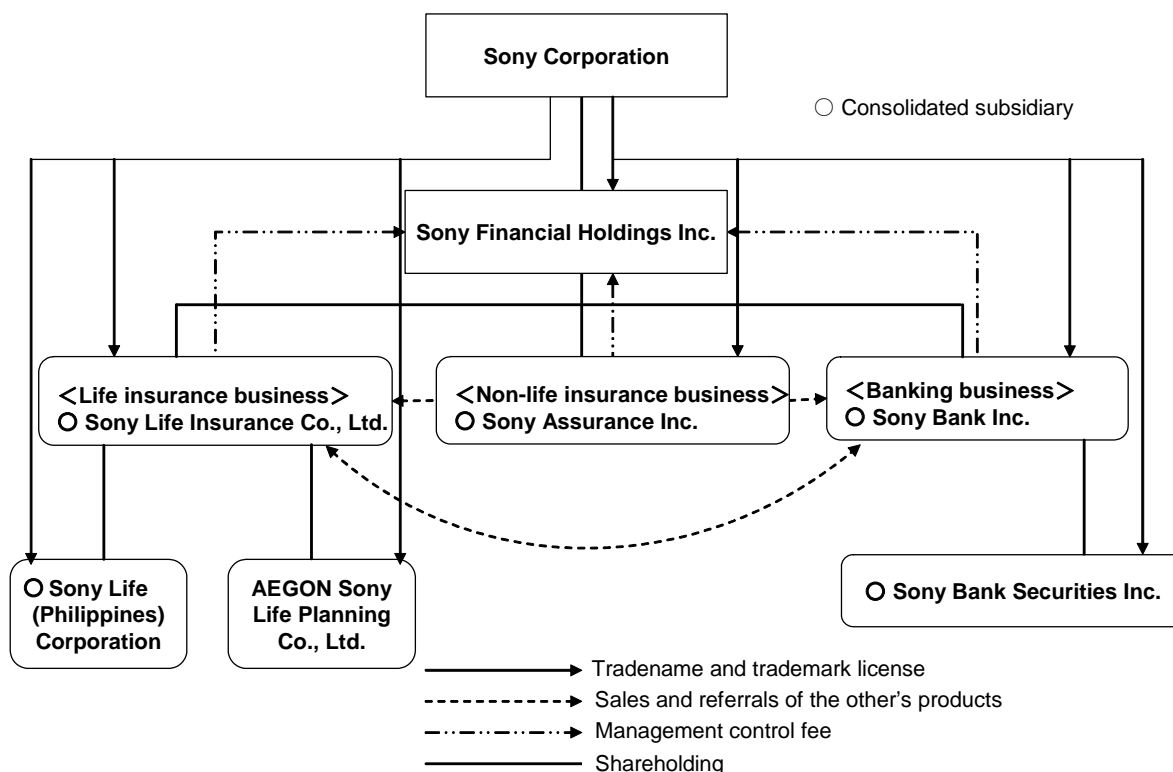 Sony Corporation
○ Consolidated subsidiary
Sony Financial Holdings Inc.
<Life insurance business>
○ Sony Life Insurance Co., Ltd.
<Non-life insurance business>
○ Sony Assurance Inc.
<Banking business>
○ Sony Bank Inc.
○ Sony Life
(Philippines)
Corporation
AEGON Sony
Life Planning
Co., Ltd.
○ Sony Bank Securities Inc.
Tradename and trademark license
Sales and referrals of the other's products
Management control fee
Shareholding